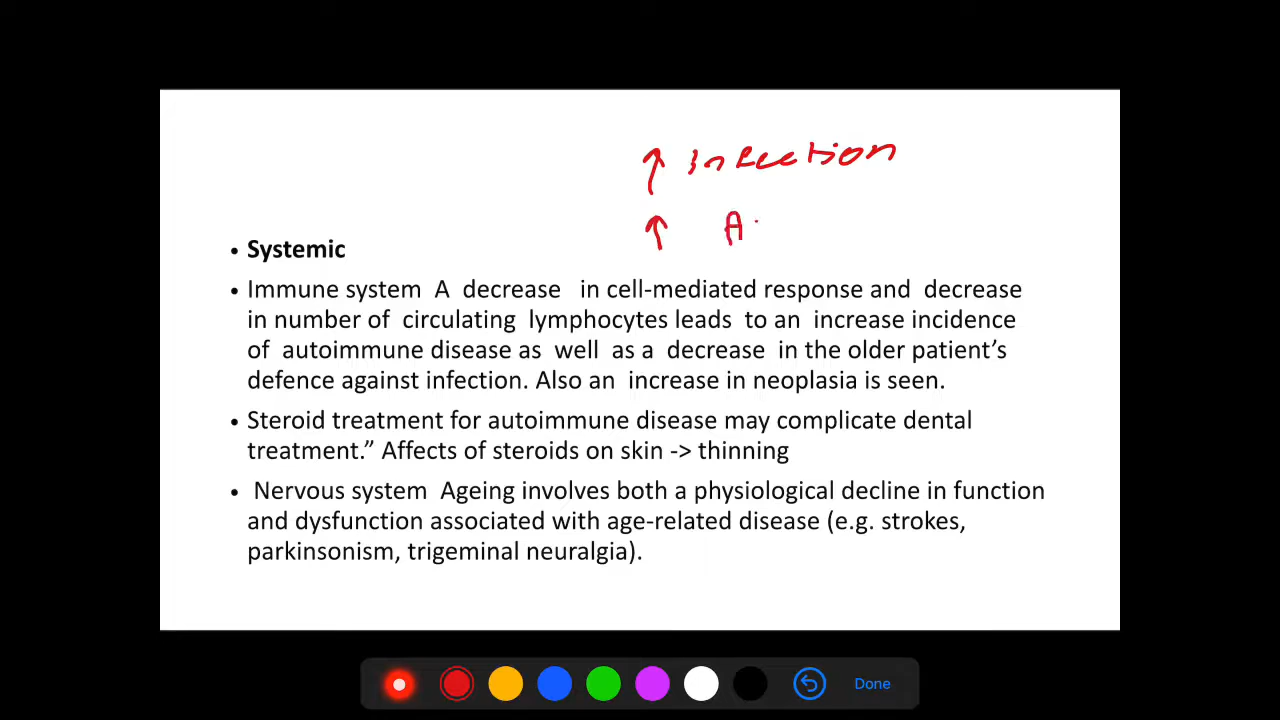 ↑ Infection
↑ A.
• Systemic
• Immune system A decrease in cell-mediated response and decrease
in number of circulating lymphocytes leads to an increase incidence
of autoimmune disease as well as a decrease in the older patient’s
defence against infection. Also an increase in neoplasia is seen.
• Steroid treatment for autoimmune disease may complicate dental
treatment.” Affects of steroids on skin -> thinning
• Nervous system Ageing involves both a physiological decline in function
and dysfunction associated with age-related disease (e.g. strokes,
parkinsonism, trigeminal neuralgia).
Done